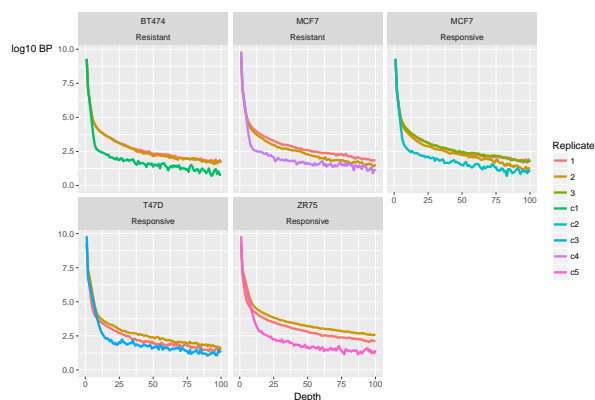 BT474
MCF7
MCF7
Resistant
Resistant
Responsive
log10 BP
10.0
7.5
5.0
2.5
0.0
0
25
50
75
100
T47D
ZR75
Responsive
Responsive
10.0
7.5
5.0
2.5
0.0
0
25
50
75
100
0
25
50
75
100
Depth
Replicate
1
2
3
c1
c2
c3
c4
c5